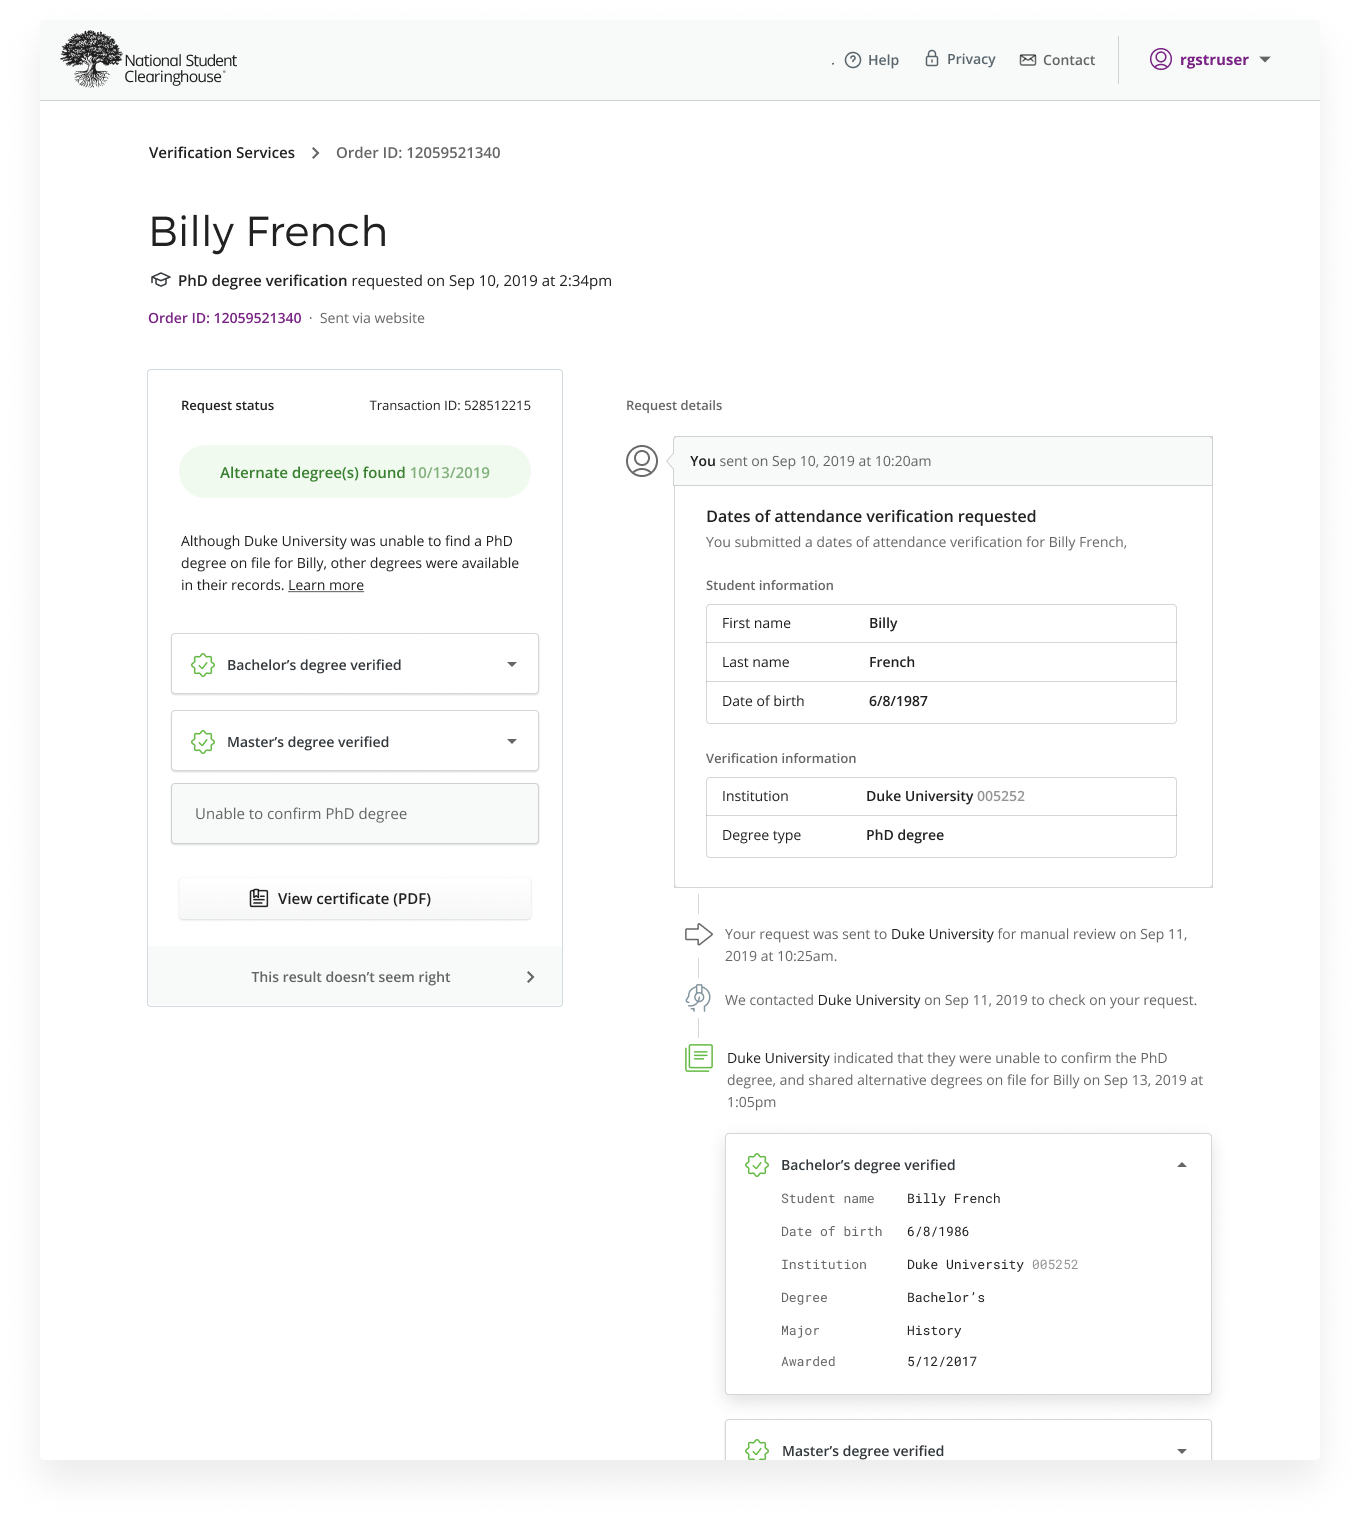 National Student
Clearinghouse®
. Help Privacy Contact rgstruser
Verification Services > Order ID: 12059521340
Billy French
PhD degree verification requested on Sep 10, 2019 at 2:34pm
Order ID: 12059521340 · Sent via website
Request status Transaction ID: 528512215
Alternate degree(s) found 10/13/2019
Although Duke University was unable to find a PhD
degree on file for Billy, other degrees were available
in their records. Learn more
Bachelor’s degree verified
Master’s degree verified
Unable to confirm PhD degree
View certificate (PDF)
This result doesn’t seem right
Request details
You sent on Sep 10, 2019 at 10:20am
Dates of attendance verification requested
You submitted a dates of attendance verification for Billy French,
Student information
First name Billy
Last name French
Date of birth 6/8/1987
Verification information
Institution Duke University 005252
Degree type PhD degree
Your request was sent to Duke University for manual review on Sep 11,
2019 at 10:25am.
We contacted Duke University on Sep 11, 2019 to check on your request.
Duke University indicated that they were unable to confirm the PhD
degree, and shared alternative degrees on file for Billy on Sep 13, 2019 at
1:05pm
Bachelor’s degree verified
Student name Billy French
Date of birth 6/8/1986
Institution Duke University 005252
Degree Bachelor’s
Major History
Awarded 5/12/2017
Master’s degree verified